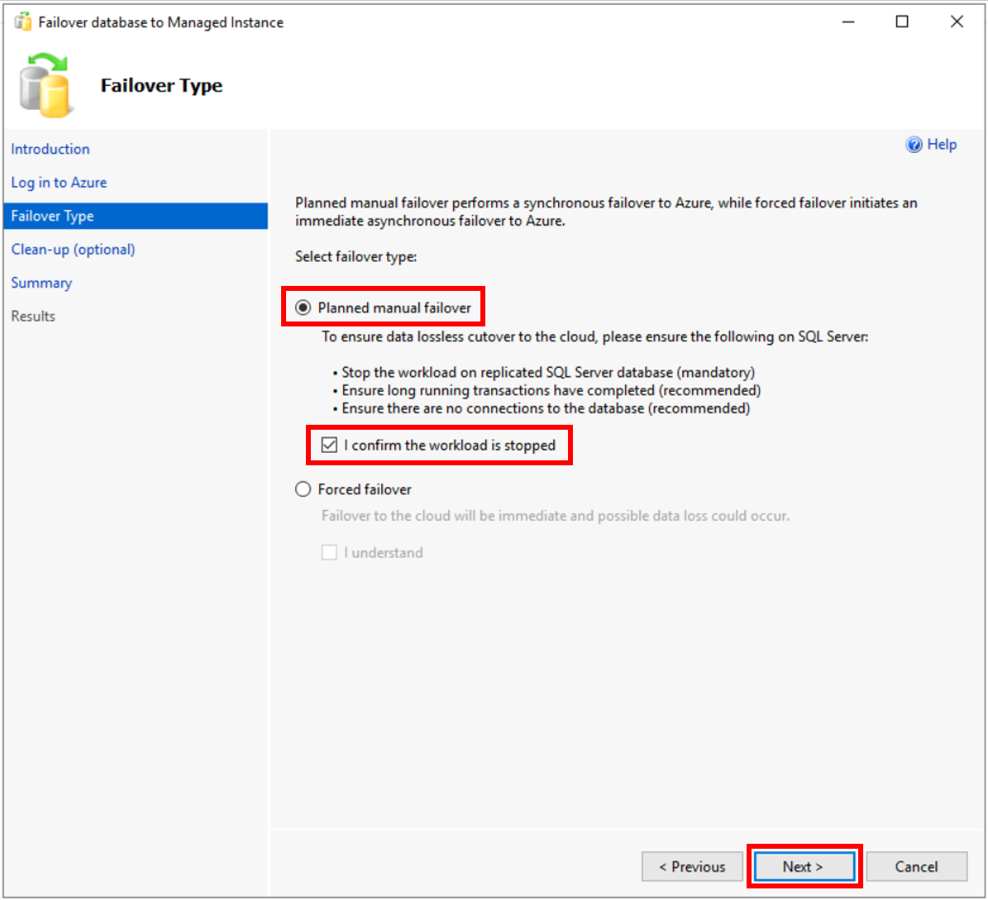 Failover database to Managed Instance
Failover Type
Introduction
Log in to Azure
Failover Type
Clean-up (optional)
Summary
Results
Help
Planned manual failover performs a synchronous failover to Azure, while forced failover initiates an
immediate asynchronous failover to Azure.
Select failover type:
Planned manual failover
To ensure data lossless cutover to the cloud, please ensure the following on SQL Server:
• Stop the workload on replicated SQL Server database (mandatory)
• Ensure long running transactions have completed (recommended)
• Ensure there are no connections to the database (recommended)
I confirm the workload is stopped
Forced failover
Failover to the cloud will be immediate and possible data loss could occur.
I understand
< Previous
Next >
Cancel